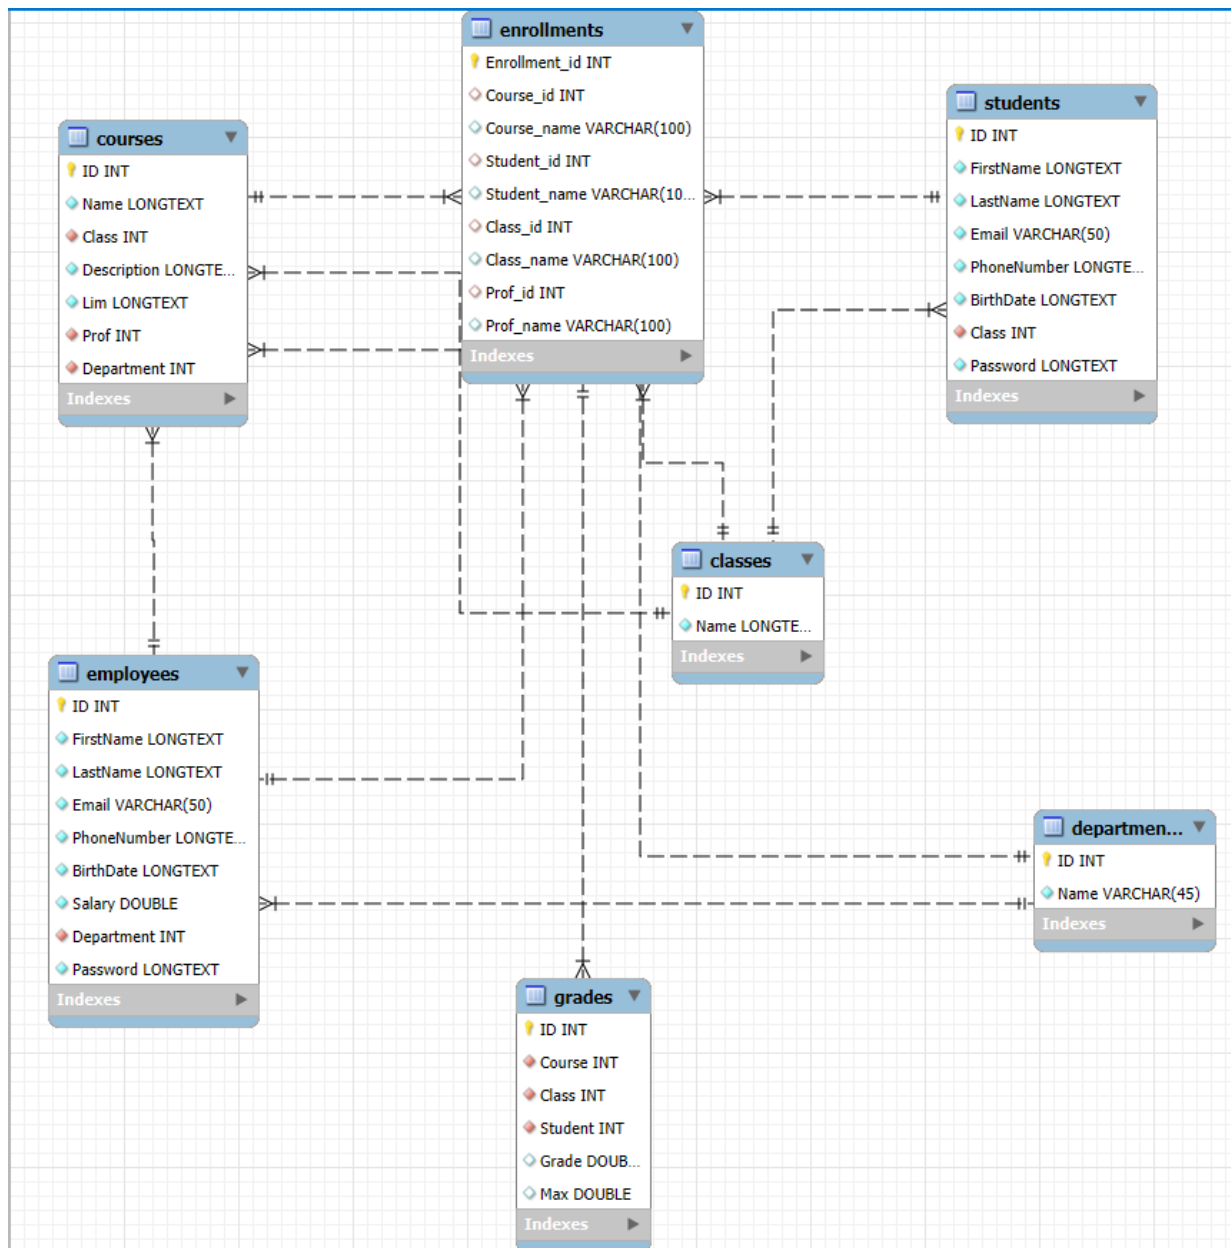 enrollments
Enrollment_id INT
Course_id INT
Course_name VARCHAR(100)
Student_id INT
Student_name VARCHAR(10...
Class_id INT
Class_name VARCHAR(100)
Prof_id INT
Prof_name VARCHAR(100)
Indexes
students
ID INT
FirstName LONGTEXT
LastName LONGTEXT
Email VARCHAR(50)
PhoneNumber LONGTE...
BirthDate LONGTEXT
Class INT
Password LONGTEXT
Indexes
courses
ID INT
Name LONGTEXT
Class INT
Description LONGTE...
Lim LONGTEXT
Prof INT
Department INT
Indexes
classes
ID INT
Name LONGTE...
Indexes
employees
ID INT
FirstName LONGTEXT
LastName LONGTEXT
Email VARCHAR(50)
PhoneNumber LONGTE...
BirthDate LONGTEXT
Salary DOUBLE
Department INT
Password LONGTEXT
Indexes
departmen...
ID INT
Name VARCHAR(45)
Indexes
grades
ID INT
Course INT
Class INT
Student INT
Grade DOUB...
Max DOUBLE
Indexes